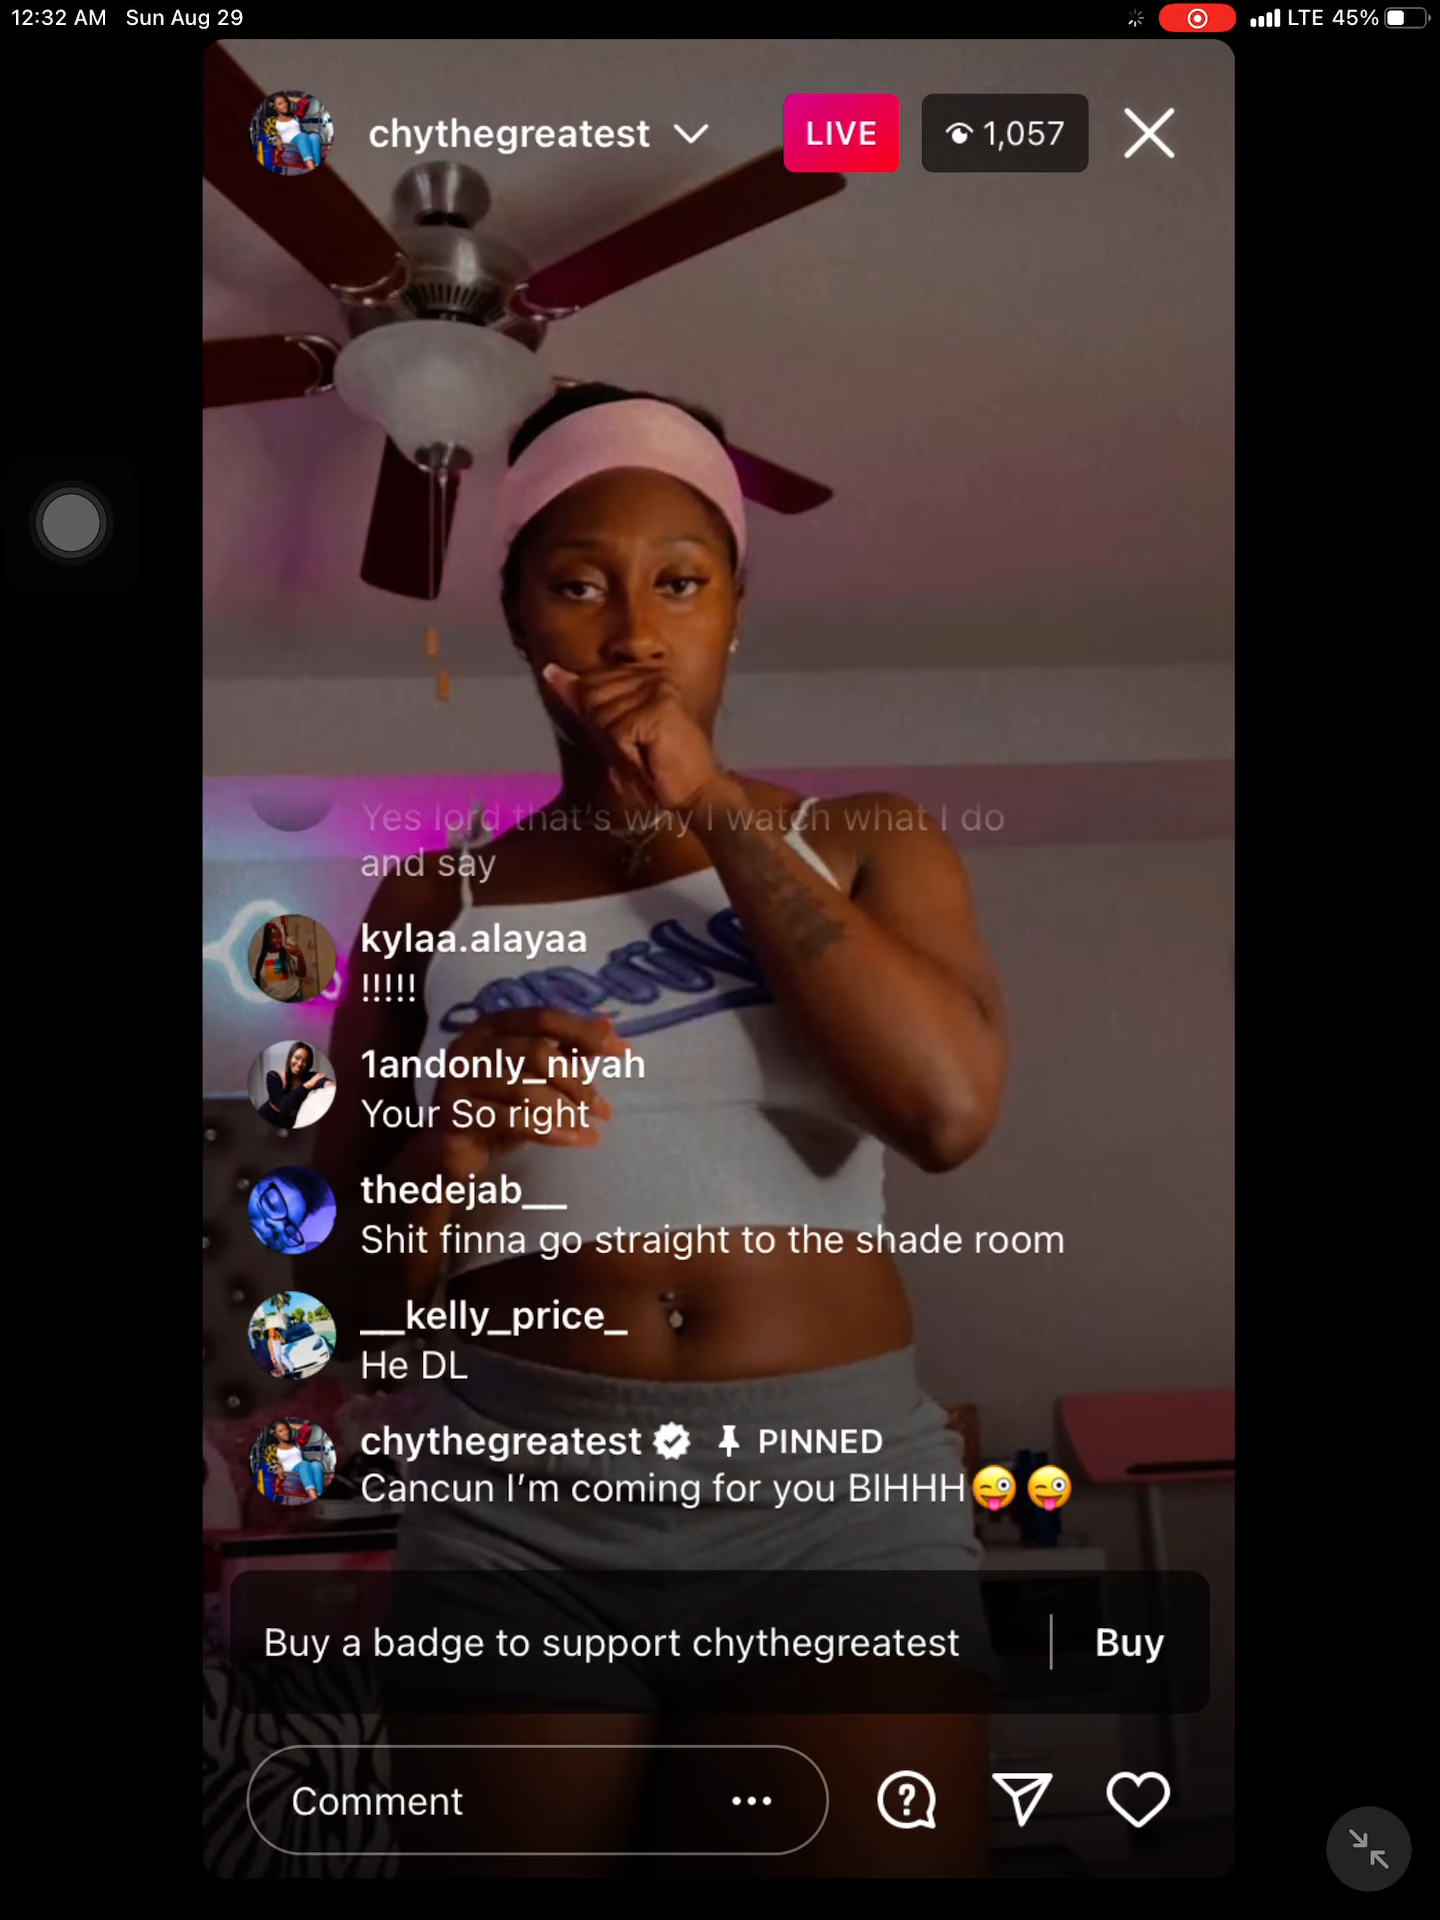 12:32 AM Sun Aug 29
LTE 45%
chythegreatest
LIVE
1,057
Yes lord that's why I watch what I do
and say
kylaa.alayaa
!!!!!
1andonly_niyah
Your So right
thedejab__
Shit finna go straight to the shade room
__kelly_price_
He DL
chythegreatest PINNED
Cancun I'm coming for you BIHHH😜😜
Buy a badge to support chythegreatest | Buy
Comment